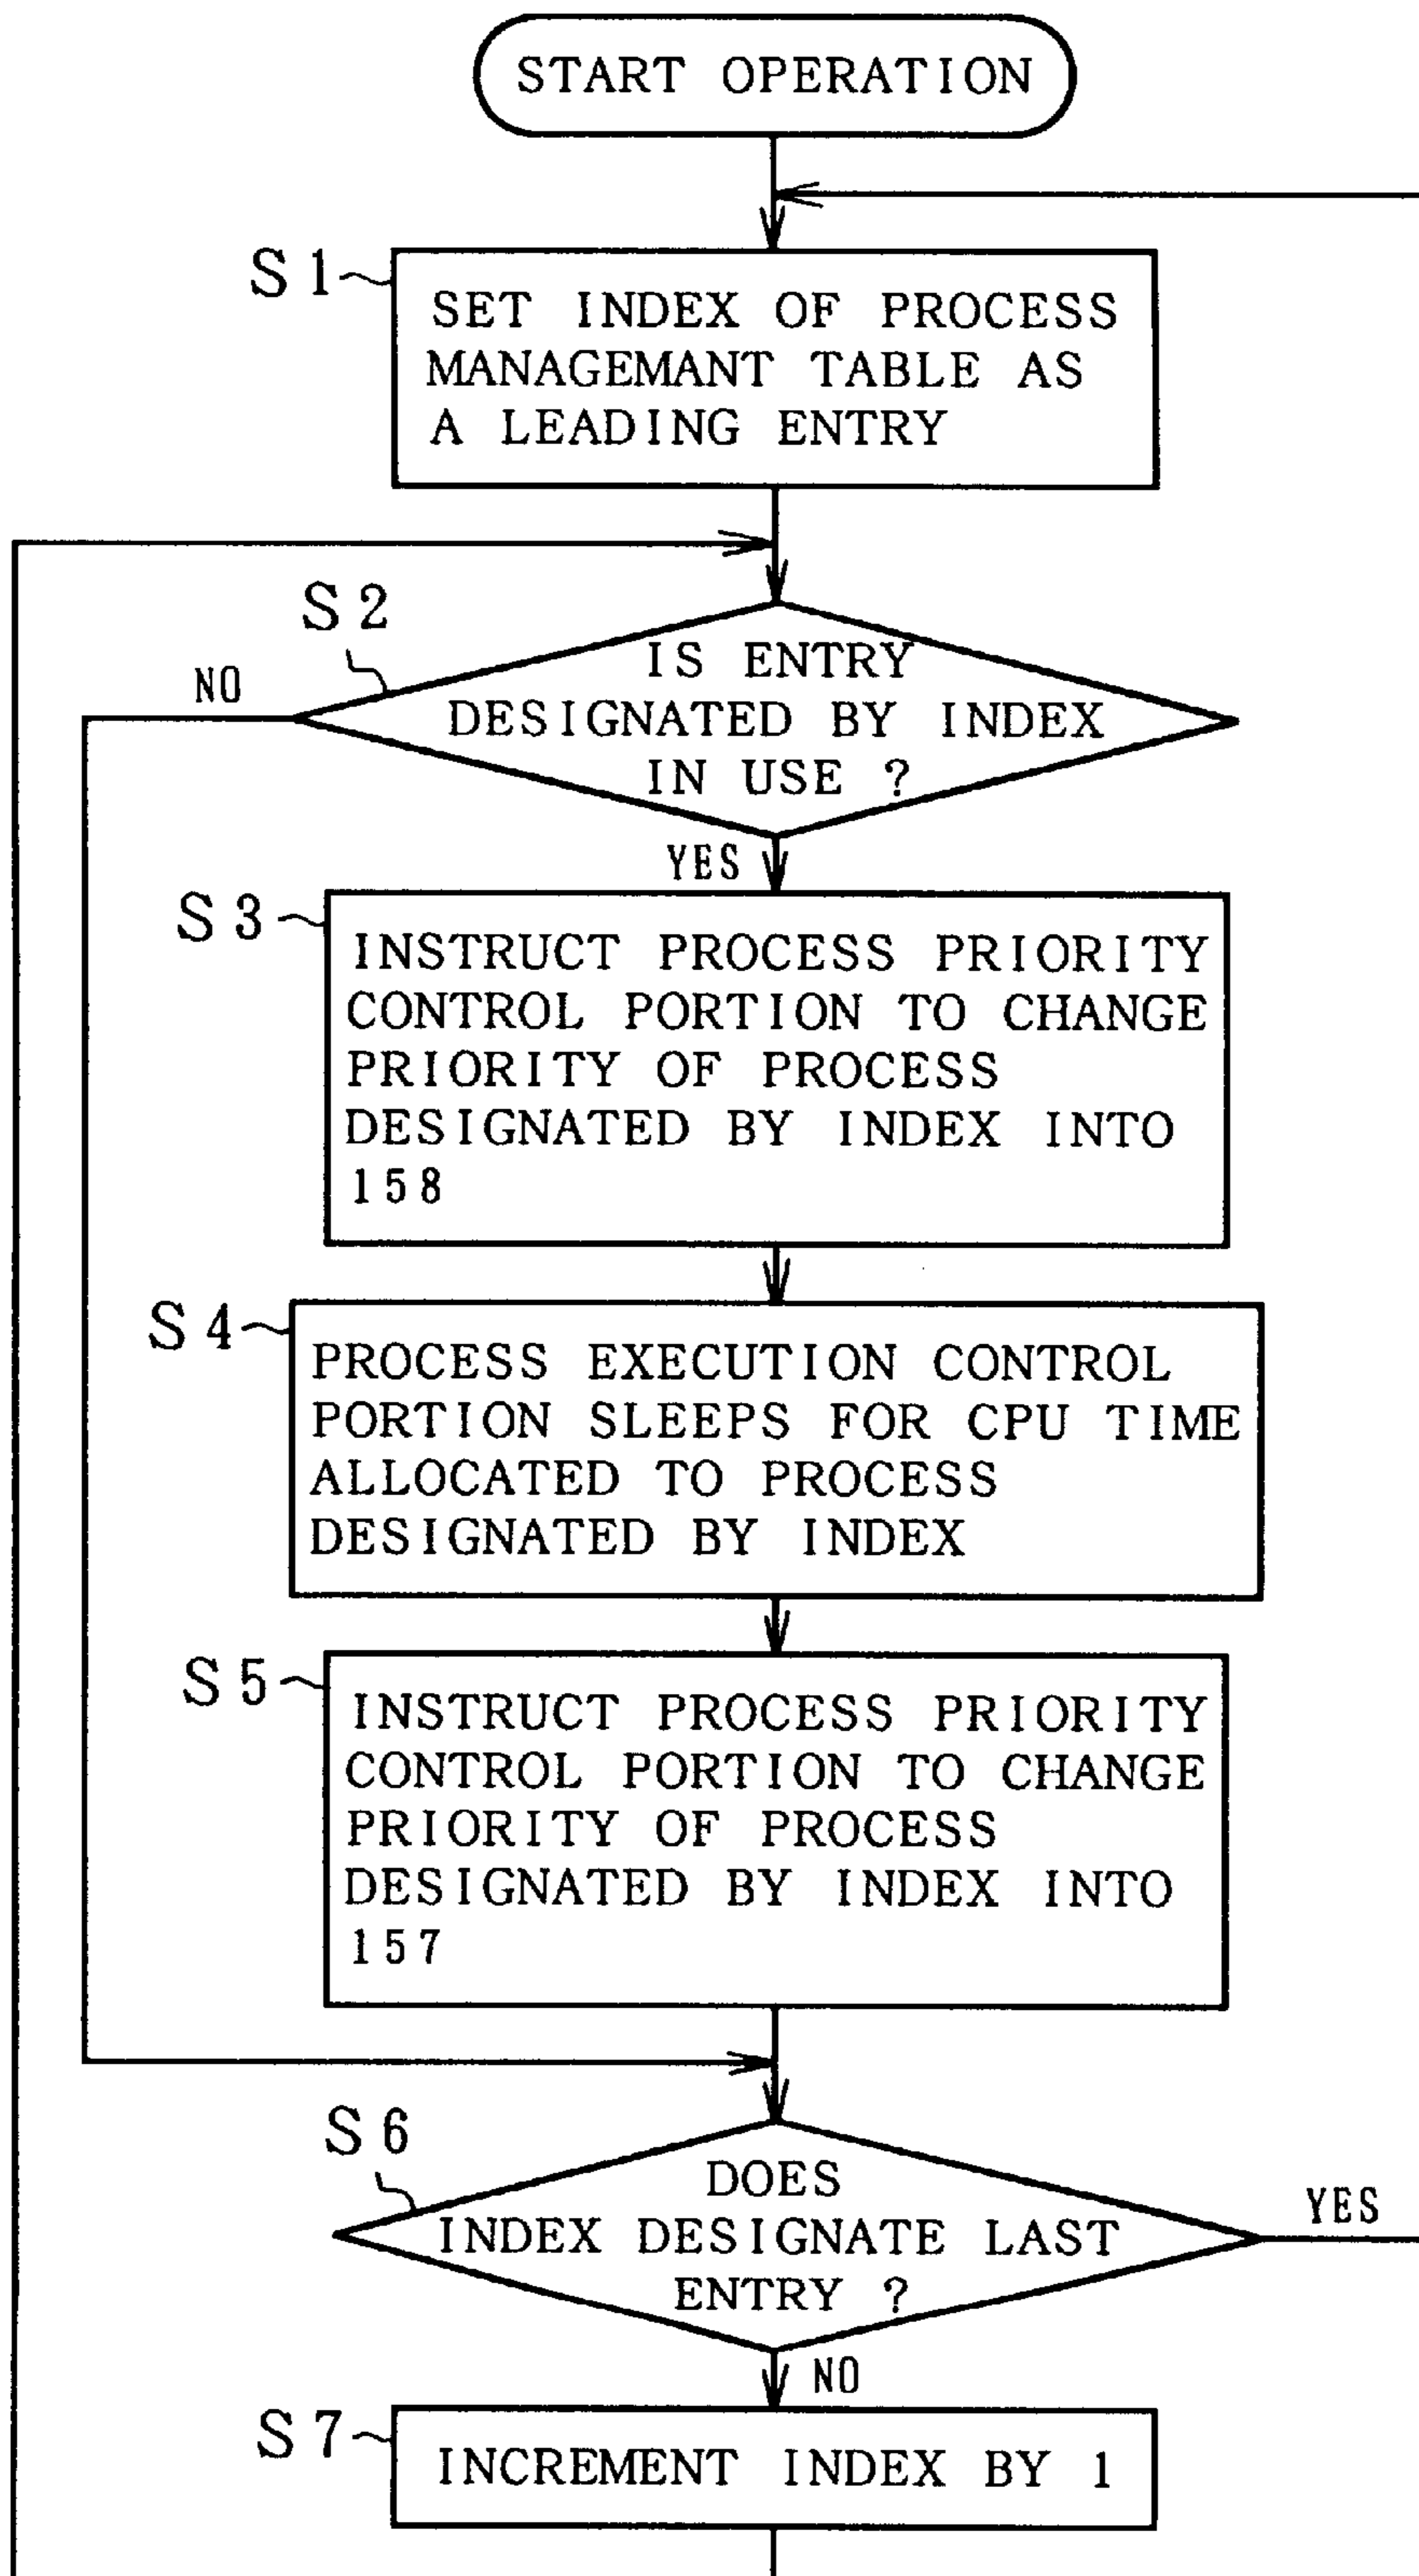 START OPERATION
S1
SET INDEX OF PROCESS
MANAGEMANT TABLE AS
A LEADING ENTRY
S2
NO
IS ENTRY
DESIGNATED BY INDEX
IN USE ?
YES
S3
INSTRUCT PROCESS PRIORITY
CONTROL PORTION TO CHANGE
PRIORITY OF PROCESS
DESIGNATED BY INDEX INTO
158
S4
PROCESS EXECUTION CONTROL
PORTION SLEEPS FOR CPU TIME
ALLOCATED TO PROCESS
DESIGNATED BY INDEX
S5
INSTRUCT PROCESS PRIORITY
CONTROL PORTION TO CHANGE
PRIORITY OF PROCESS
DESIGNATED BY INDEX INTO
157
S6
DOES
INDEX DESIGNATE LAST
ENTRY ?
YES
NO
S7
INCREMENT INDEX BY 1